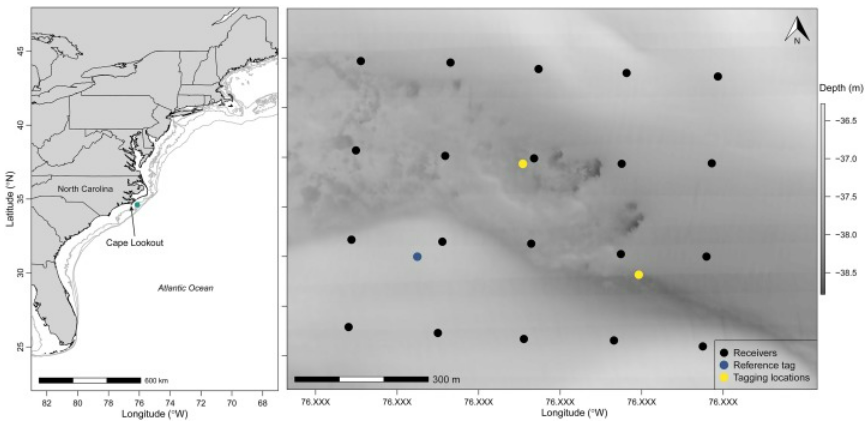 45
40
35
30
25
Latitude (°N)
North Carolina
Cape Lookout
Atlantic Ocean
600 km
82 80 78 76 74 72 70 68
Longitude (°W)
N
Depth (m)
−36.5
−37.0
−37.5
−38.0
−38.5
Receivers
Reference tag
Tagging locations
300 m
76.XXX 76.XXX 76.XXX 76.XXX 76.XXX 76.XXX
Longitude (°W)